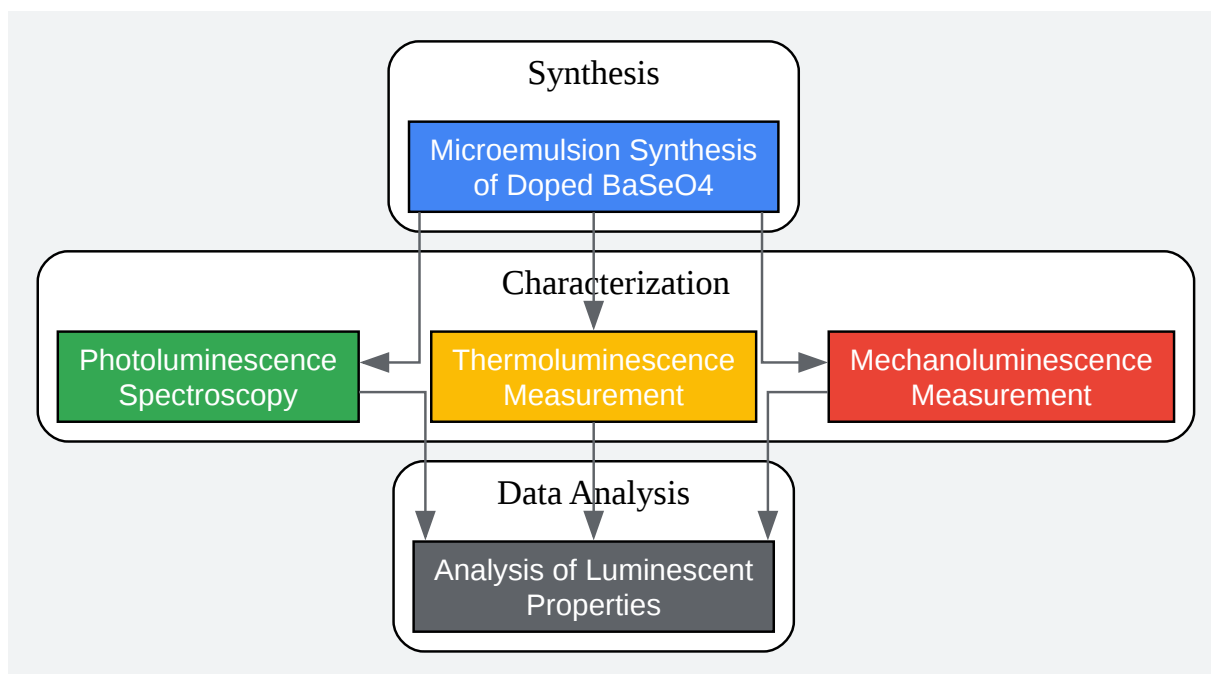 Synthesis
Microemulsion Synthesis
of Doped BaSeO4
Characterization
Photoluminescence
Spectroscopy
Thermoluminescence
Measurement
Mechanoluminescence
Measurement
Data Analysis
Analysis of Luminescent
Properties